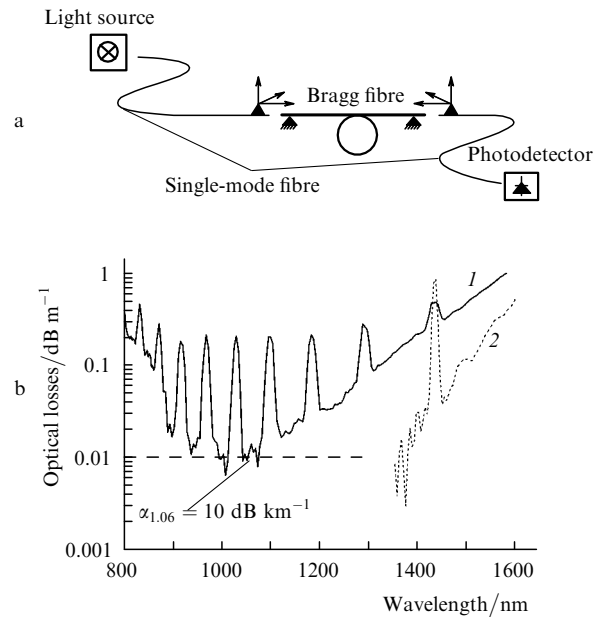 Light source
a
Bragg fibre
Photodetector
Single-mode fibre
b
Optical losses/dB m⁻¹
1
0.1
0.01
0.001
1
2
α₁.₀₆ = 10 dB km⁻¹
800 1000 1200 1400 1600
Wavelength/nm